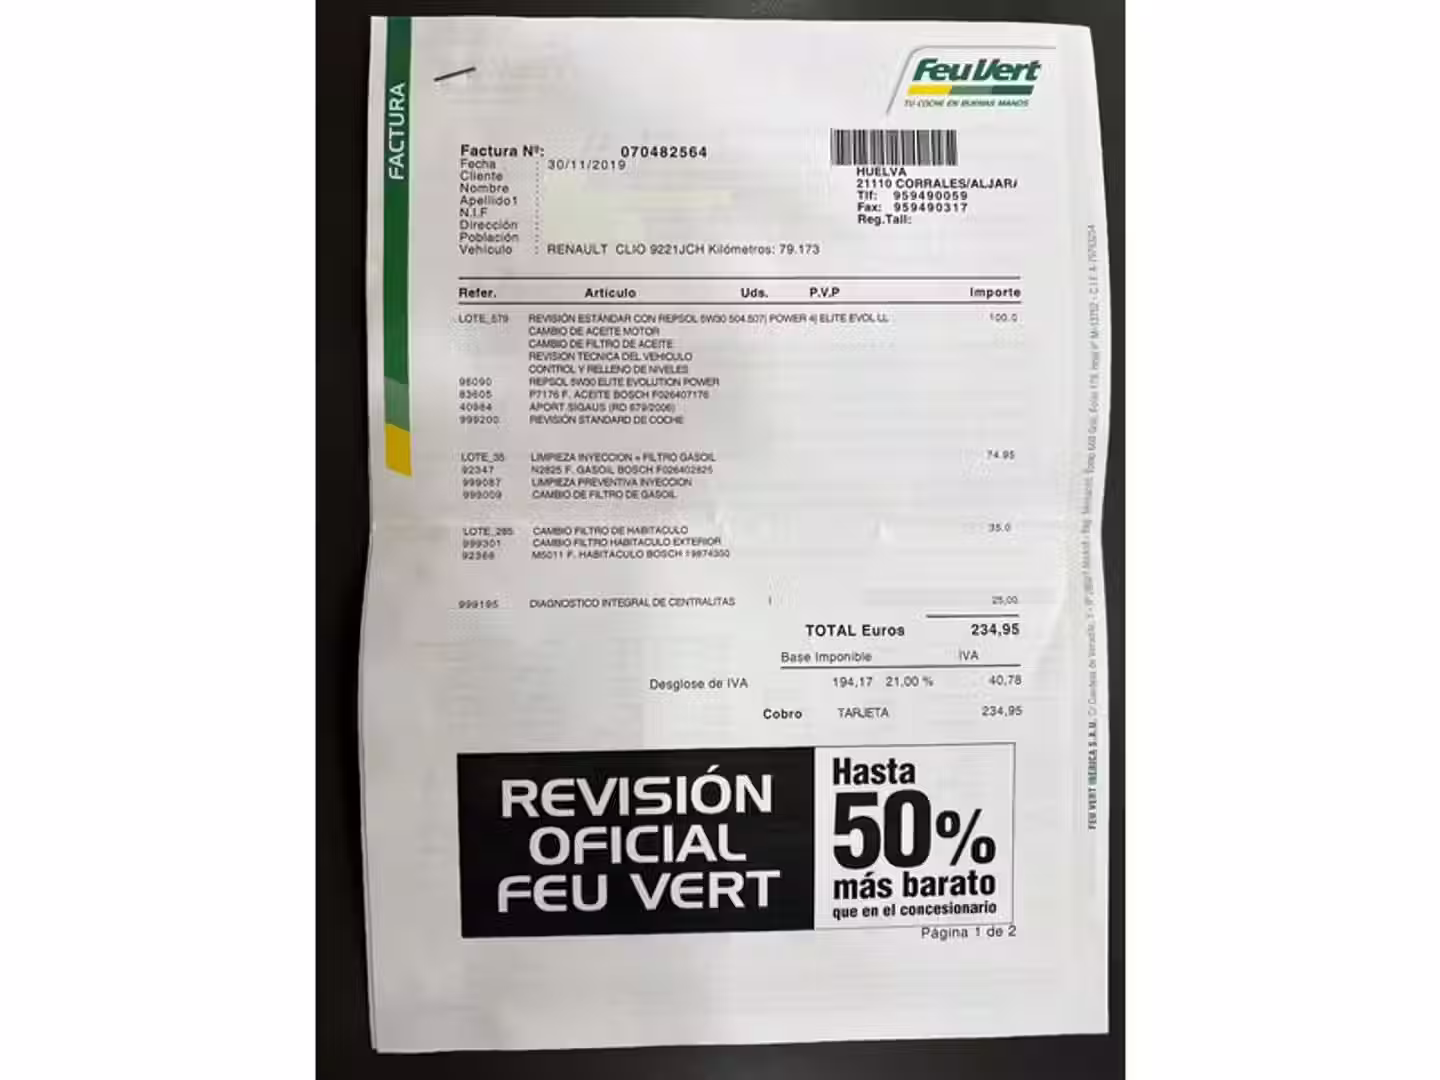 FACTURA
Feu Vert
TU COCHE EN BUENAS MANOS
Factura Nº: 070482564
Fecha : 30/11/2019
Cliente :
Nombre :
Apellido1 :
N.I.F :
Dirección :
Población :
Vehículo : RENAULT CLIO 9221JCH Kilómetros: 79.173
HUELVA
21110 CORRALES/ALJAR
Tlf: 959490059
Fax: 959490317
Reg.Tall:
Refer. Artículo Uds. P.V.P Importe
LOTE_579 REVISIÓN ESTÁNDAR CON REPSOL 5W30 504.507| POWER 4| ELITE EVOL LL 100.0
CAMBIO DE ACEITE MOTOR
CAMBIO DE FILTRO DE ACEITE
REVISION TECNICA DEL VEHICULO
CONTROL Y RELLENO DE NIVELES
96090 REPSOL 5W30 ELITE EVOLUTION POWER
83605 P7176 F. ACEITE BOSCH F026407176
40984 APORT.SIGAUS (RD 679/2006)
999200 REVISIÓN STANDARD DE COCHE
LOTE_35 LIMPIEZA INYECCION + FILTRO GASOIL 74.95
92347 N2825 F. GASOIL BOSCH F026402825
999087 LIMPIEZA PREVENTIVA INYECCION
999009 CAMBIO DE FILTRO DE GASOIL
LOTE_285 CAMBIO FILTRO DE HABITACULO 35.0
999301 CAMBIO FILTRO HABITACULO EXTERIOR
92368 M5011 F. HABITACULO BOSCH 19874300
999195 DIAGNOSTICO INTEGRAL DE CENTRALITAS 25,00
TOTAL Euros 234,95
Base Imponible IVA
Desglose de IVA 194,17 21,00 % 40,78
Cobro TARJETA 234,95
REVISIÓN
OFICIAL
FEU VERT
Hasta
50%
más barato
que en el concesionario
Página 1 de 2
FEU VERT IBERICA S.A.U.